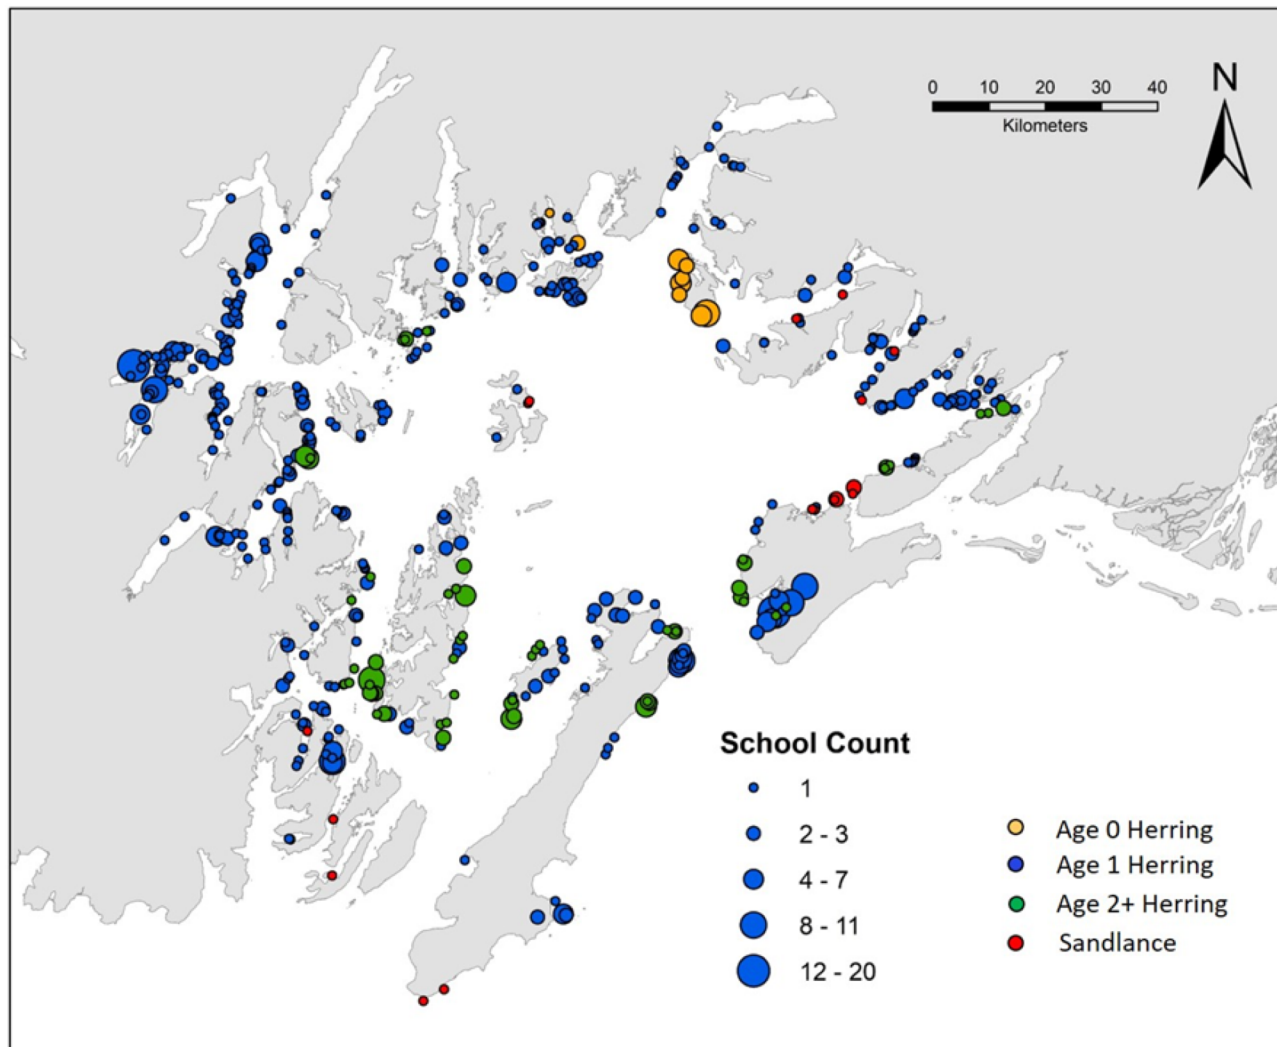 N
0 10 20 30 40
Kilometers
School Count
1
2 - 3
4 - 7
8 - 11
12 - 20
Age 0 Herring
Age 1 Herring
Age 2+ Herring
Sandlance